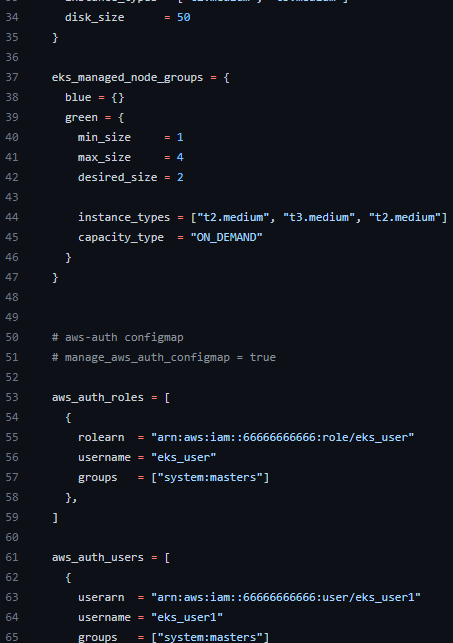 34 disk_size = 50
35 }
36
37 eks_managed_node_groups = {
38 blue = {}
39 green = {
40 min_size = 1
41 max_size = 4
42 desired_size = 2
43
44 instance_types = ["t2.medium", "t3.medium", "t2.medium"]
45 capacity_type = "ON_DEMAND"
46 }
47 }
48
49
50 # aws-auth configmap
51 # manage_aws_auth_configmap = true
52
53 aws_auth_roles = [
54 {
55 rolearn = "arn:aws:iam::66666666666:role/eks_user"
56 username = "eks_user"
57 groups = ["system:masters"]
58 },
59 ]
60
61 aws_auth_users = [
62 {
63 userarn = "arn:aws:iam::66666666666:user/eks_user1"
64 username = "eks_user1"
65 groups = ["system:masters"]